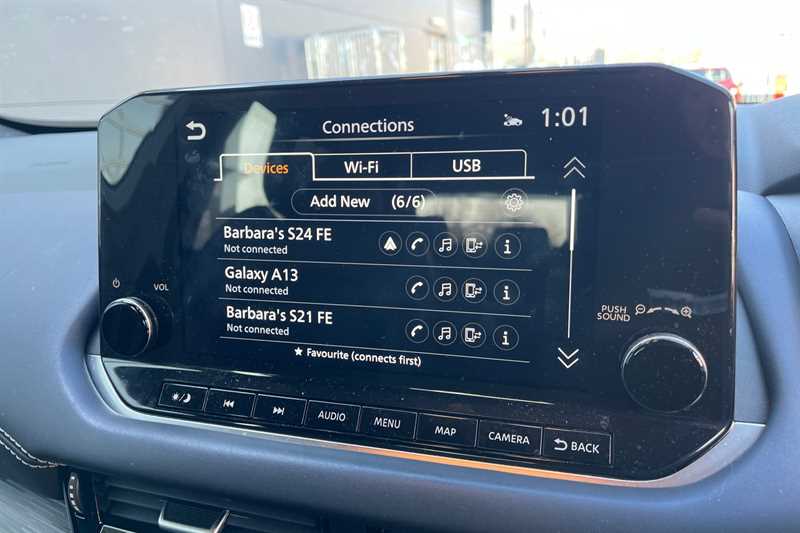 Connections
1:01
Devices
Wi-Fi
USB
Add New (6/6)
Barbara's S24 FE
Not connected
Galaxy A13
Not connected
Barbara's S21 FE
Not connected
★ Favourite (connects first)
VOL
PUSH
SOUND
AUDIO
MENU
MAP
CAMERA
BACK